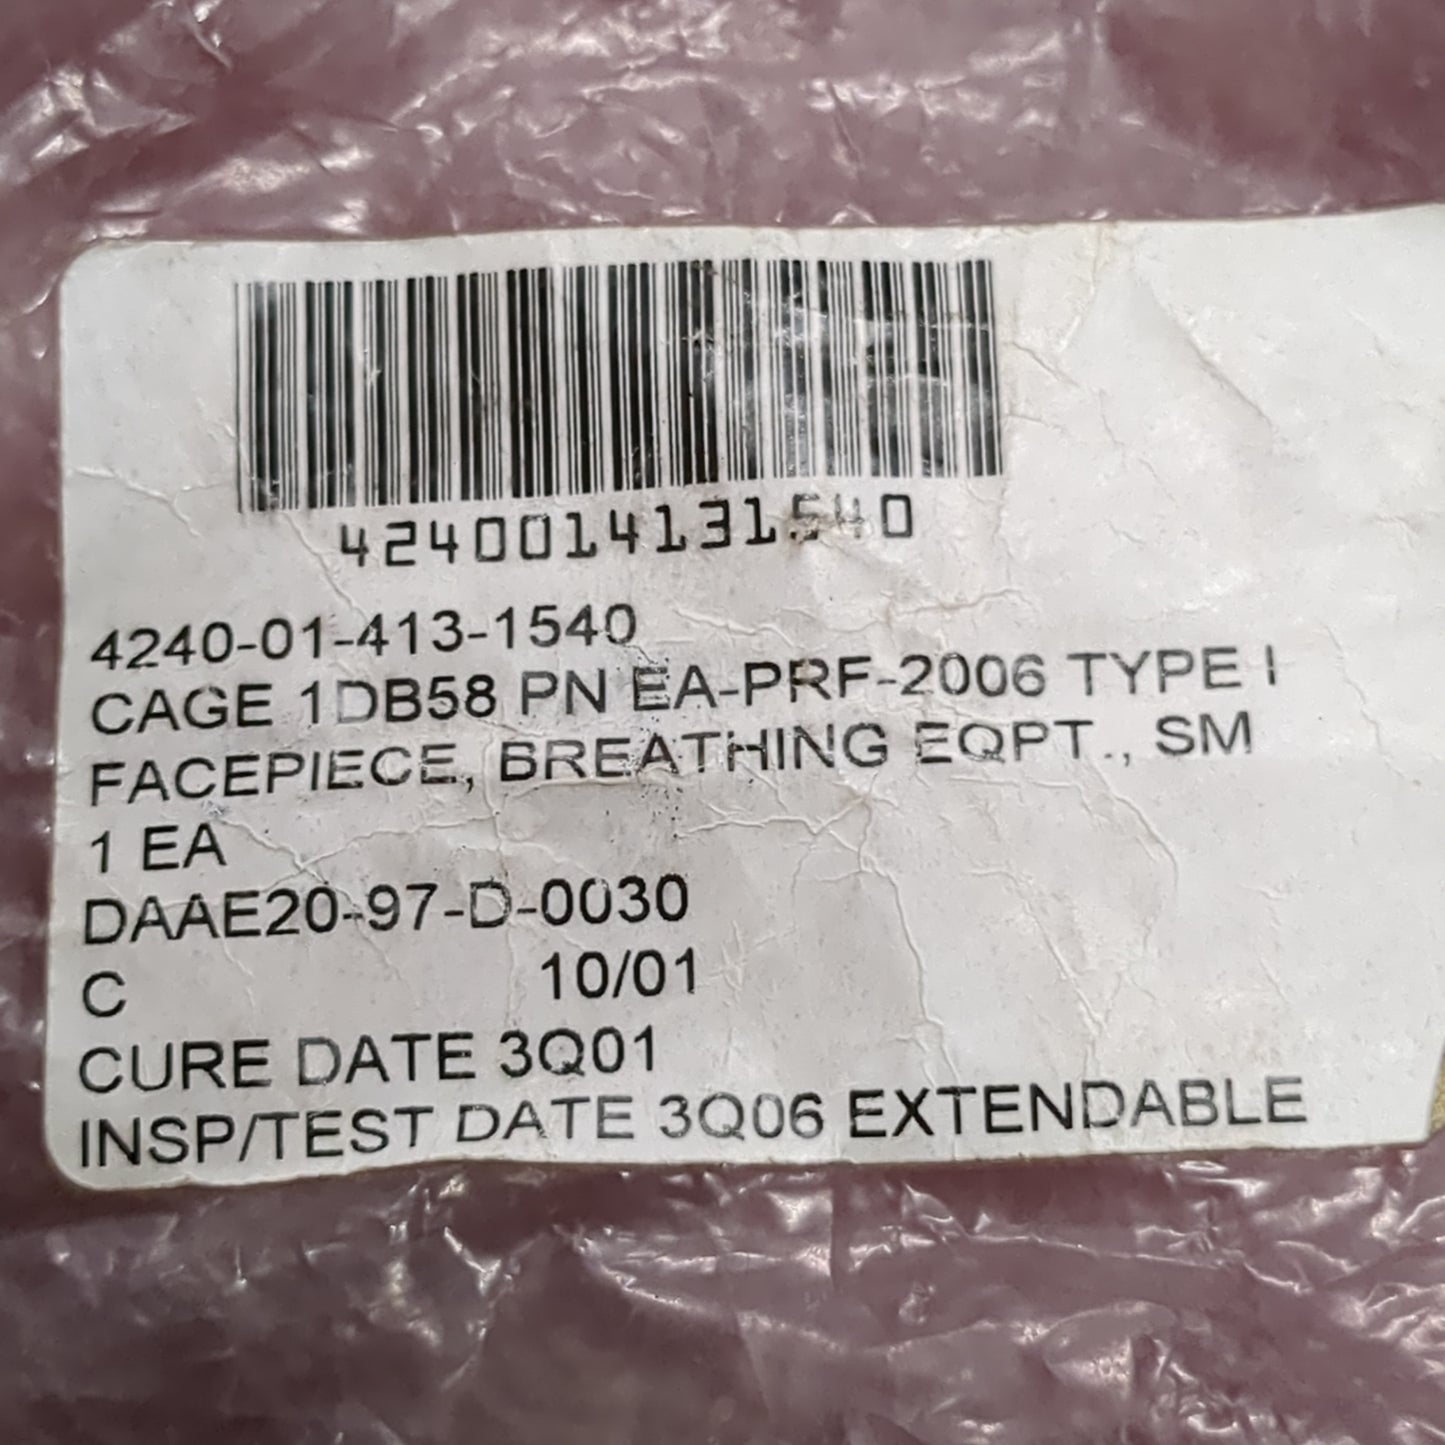 4240014131540
4240-01-413-1540
CAGE 1DB58 PN EA-PRF-2006 TYPE I
FACEPIECE, BREATHING EQPT., SM
1 EA
DAAE20-97-D-0030
C 10/01
CURE DATE 3Q01
INSP/TEST DATE 3Q06 EXTENDABLE